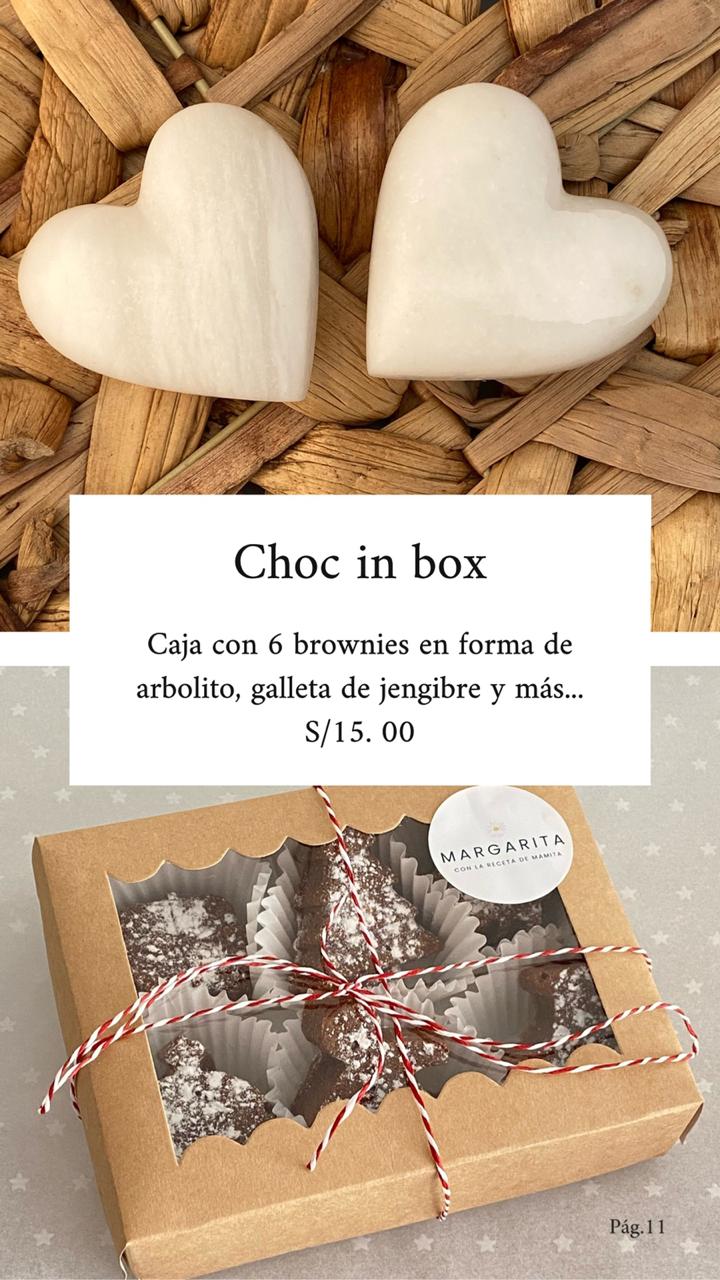 Choc in box
Caja con 6 brownies en forma de
arbolito, galleta de jengibre y más...
S/15. 00
MARGARITA
CON LA RECETA DE MAMITA
Pág.11